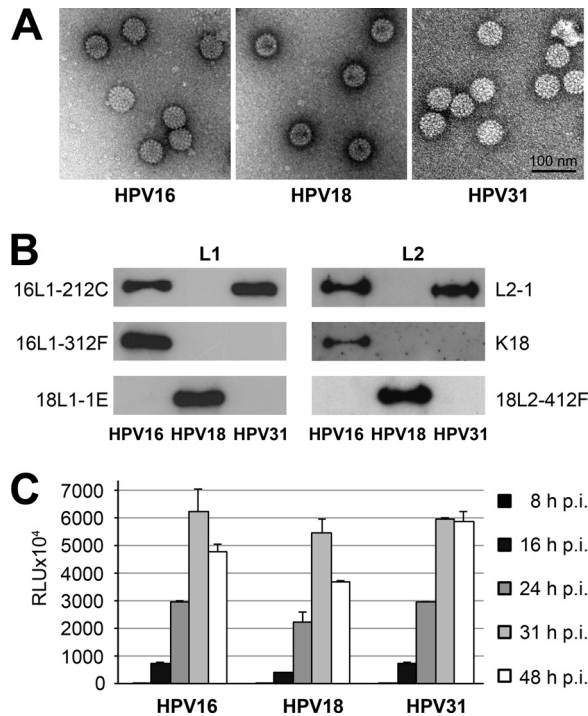 A
100 nm
HPV16 HPV18 HPV31
B
L1 L2
16L1-212C L2-1
16L1-312F K18
18L1-1E 18L2-412F
HPV16 HPV18 HPV31 HPV16 HPV18 HPV31
C
RLUx10⁴
7000
6000
5000
4000
3000
2000
1000
0
HPV16 HPV18 HPV31
8 h p.i.
16 h p.i.
24 h p.i.
31 h p.i.
48 h p.i.